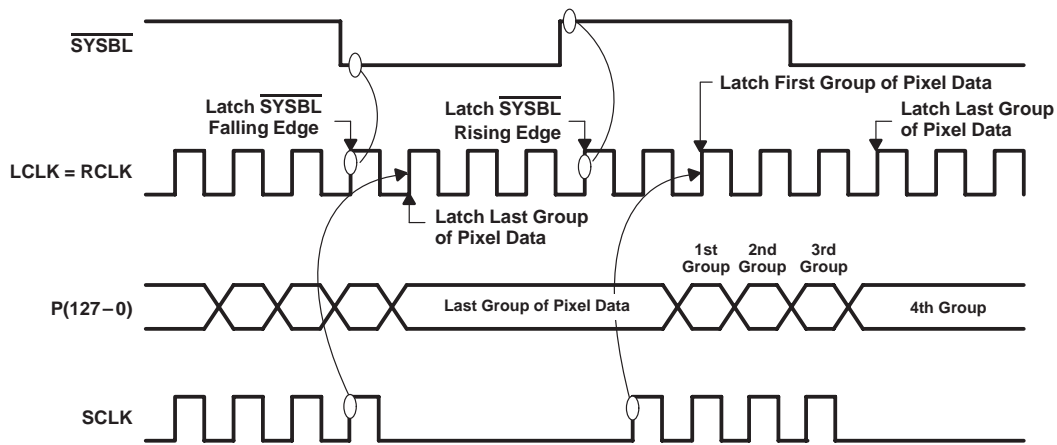 SYSBL
Latch First Group of Pixel Data
Latch SYSBL
Falling Edge
Latch SYSBL
Rising Edge
Latch Last Group
of Pixel Data
LCLK = RCLK
Latch Last Group
of Pixel Data
1st
Group
2nd
Group
3rd
Group
P(127–0)
Last Group of Pixel Data
4th Group
SCLK